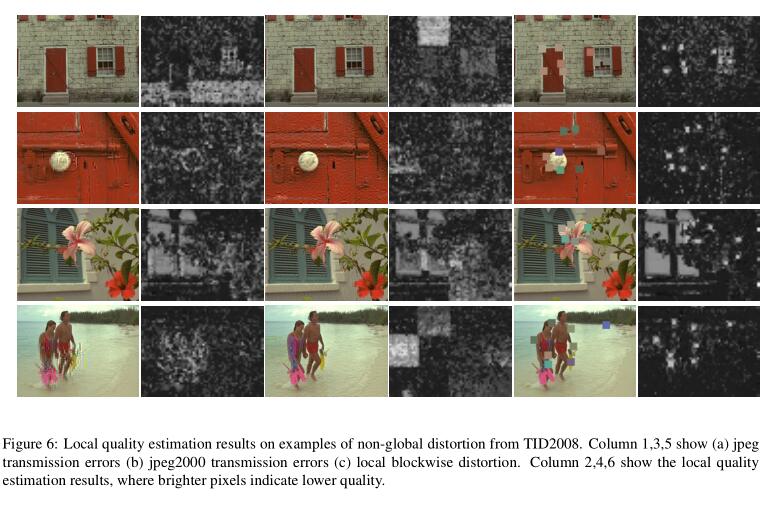 Figure 6: Local quality estimation results on examples of non-global distortion from TID2008. Column 1,3,5 show (a) jpeg
transmission errors (b) jpeg2000 transmission errors (c) local blockwise distortion. Column 2,4,6 show the local quality
estimation results, where brighter pixels indicate lower quality.